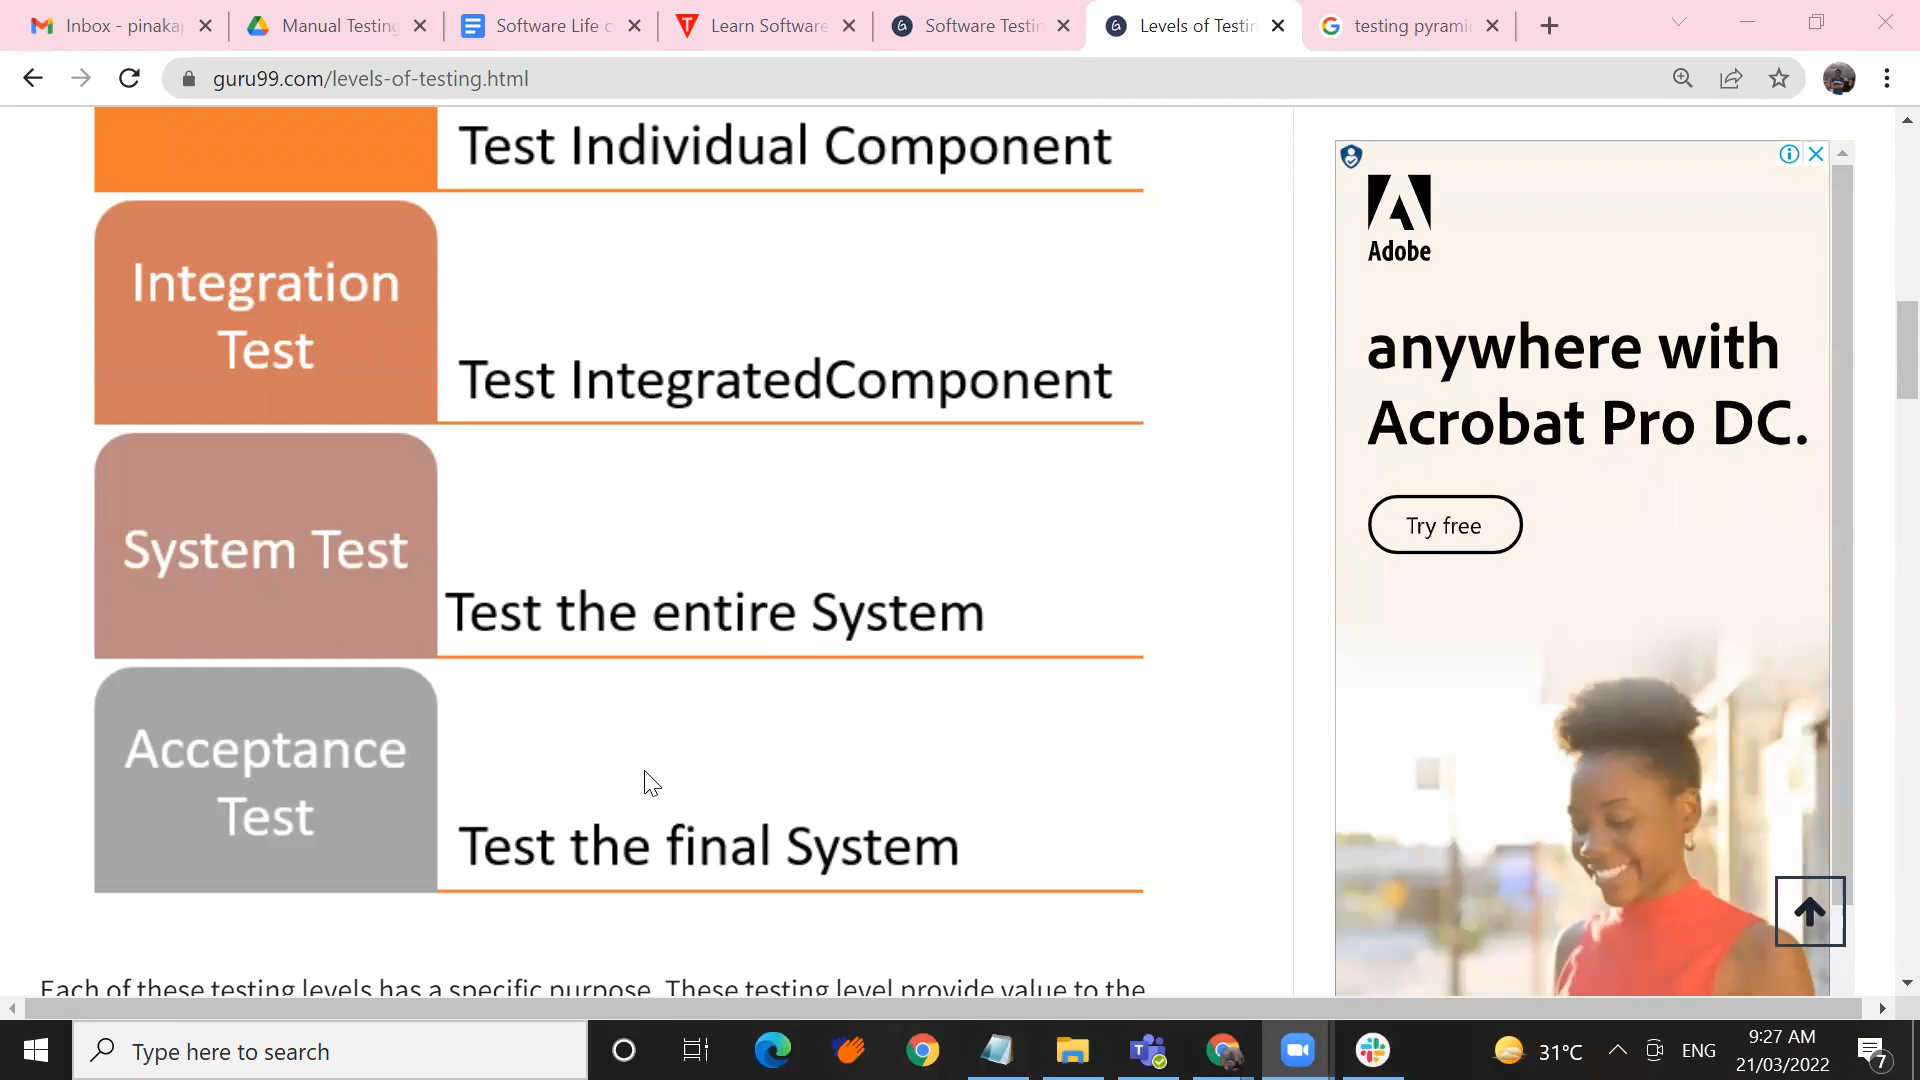 Inbox - pinaka
Manual Testing
Software Life c
Learn Software
Software Testin
Levels of Testin
testing pyrami
guru99.com/levels-of-testing.html
Test Individual Component
Integration
Test
Test IntegratedComponent
System Test
Test the entire System
Acceptance
Test
Test the final System
Each of these testing levels has a specific purpose. These testing level provide value to the
Adobe
anywhere with
Acrobat Pro DC.
Try free
Type here to search
31°C
ENG
9:27 AM
21/03/2022
7